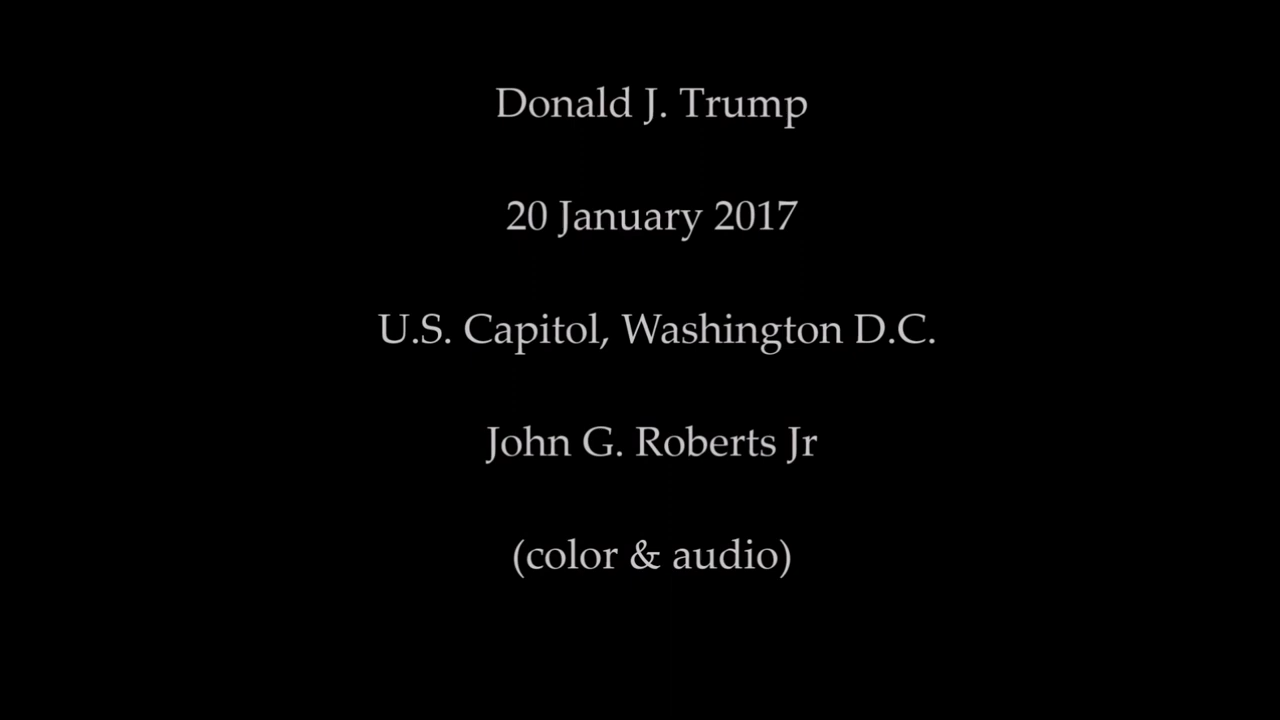 Donald J. Trump
20 January 2017
U.S. Capitol, Washington D.C.
John G. Roberts Jr
(color & audio)